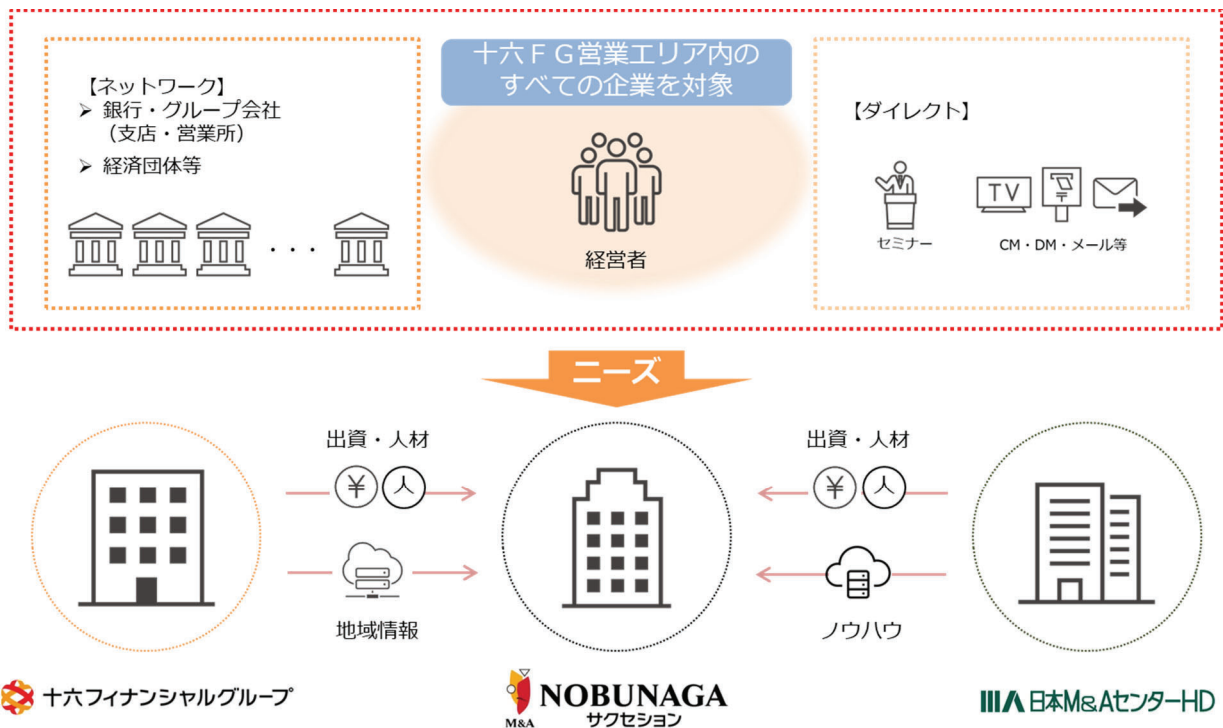 十六ＦＧ営業エリア内の
すべての企業を対象
【ネットワーク】
➢ 銀行・グループ会社
（支店・営業所）
➢ 経済団体等
・・・
経営者
【ダイレクト】
TV
〒
セミナー
CM・DM・メール等
ニーズ
出資・人材
¥ 人
地域情報
出資・人材
¥ 人
ノウハウ
十六フィナンシャルグループ
M&A
NOBUNAGA
サクセション
日本M&AセンターHD